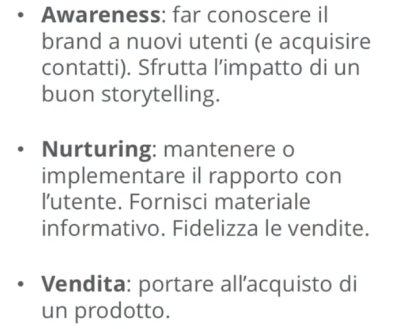 • Awareness: far conoscere il
brand a nuovi utenti (e acquisire
contatti). Sfrutta l'impatto di un
buon storytelling.
• Nurturing: mantenere o
implementare il rapporto con
l'utente. Fornisci materiale
informativo. Fidelizza le vendite.
• Vendita: portare all'acquisto di
un prodotto.